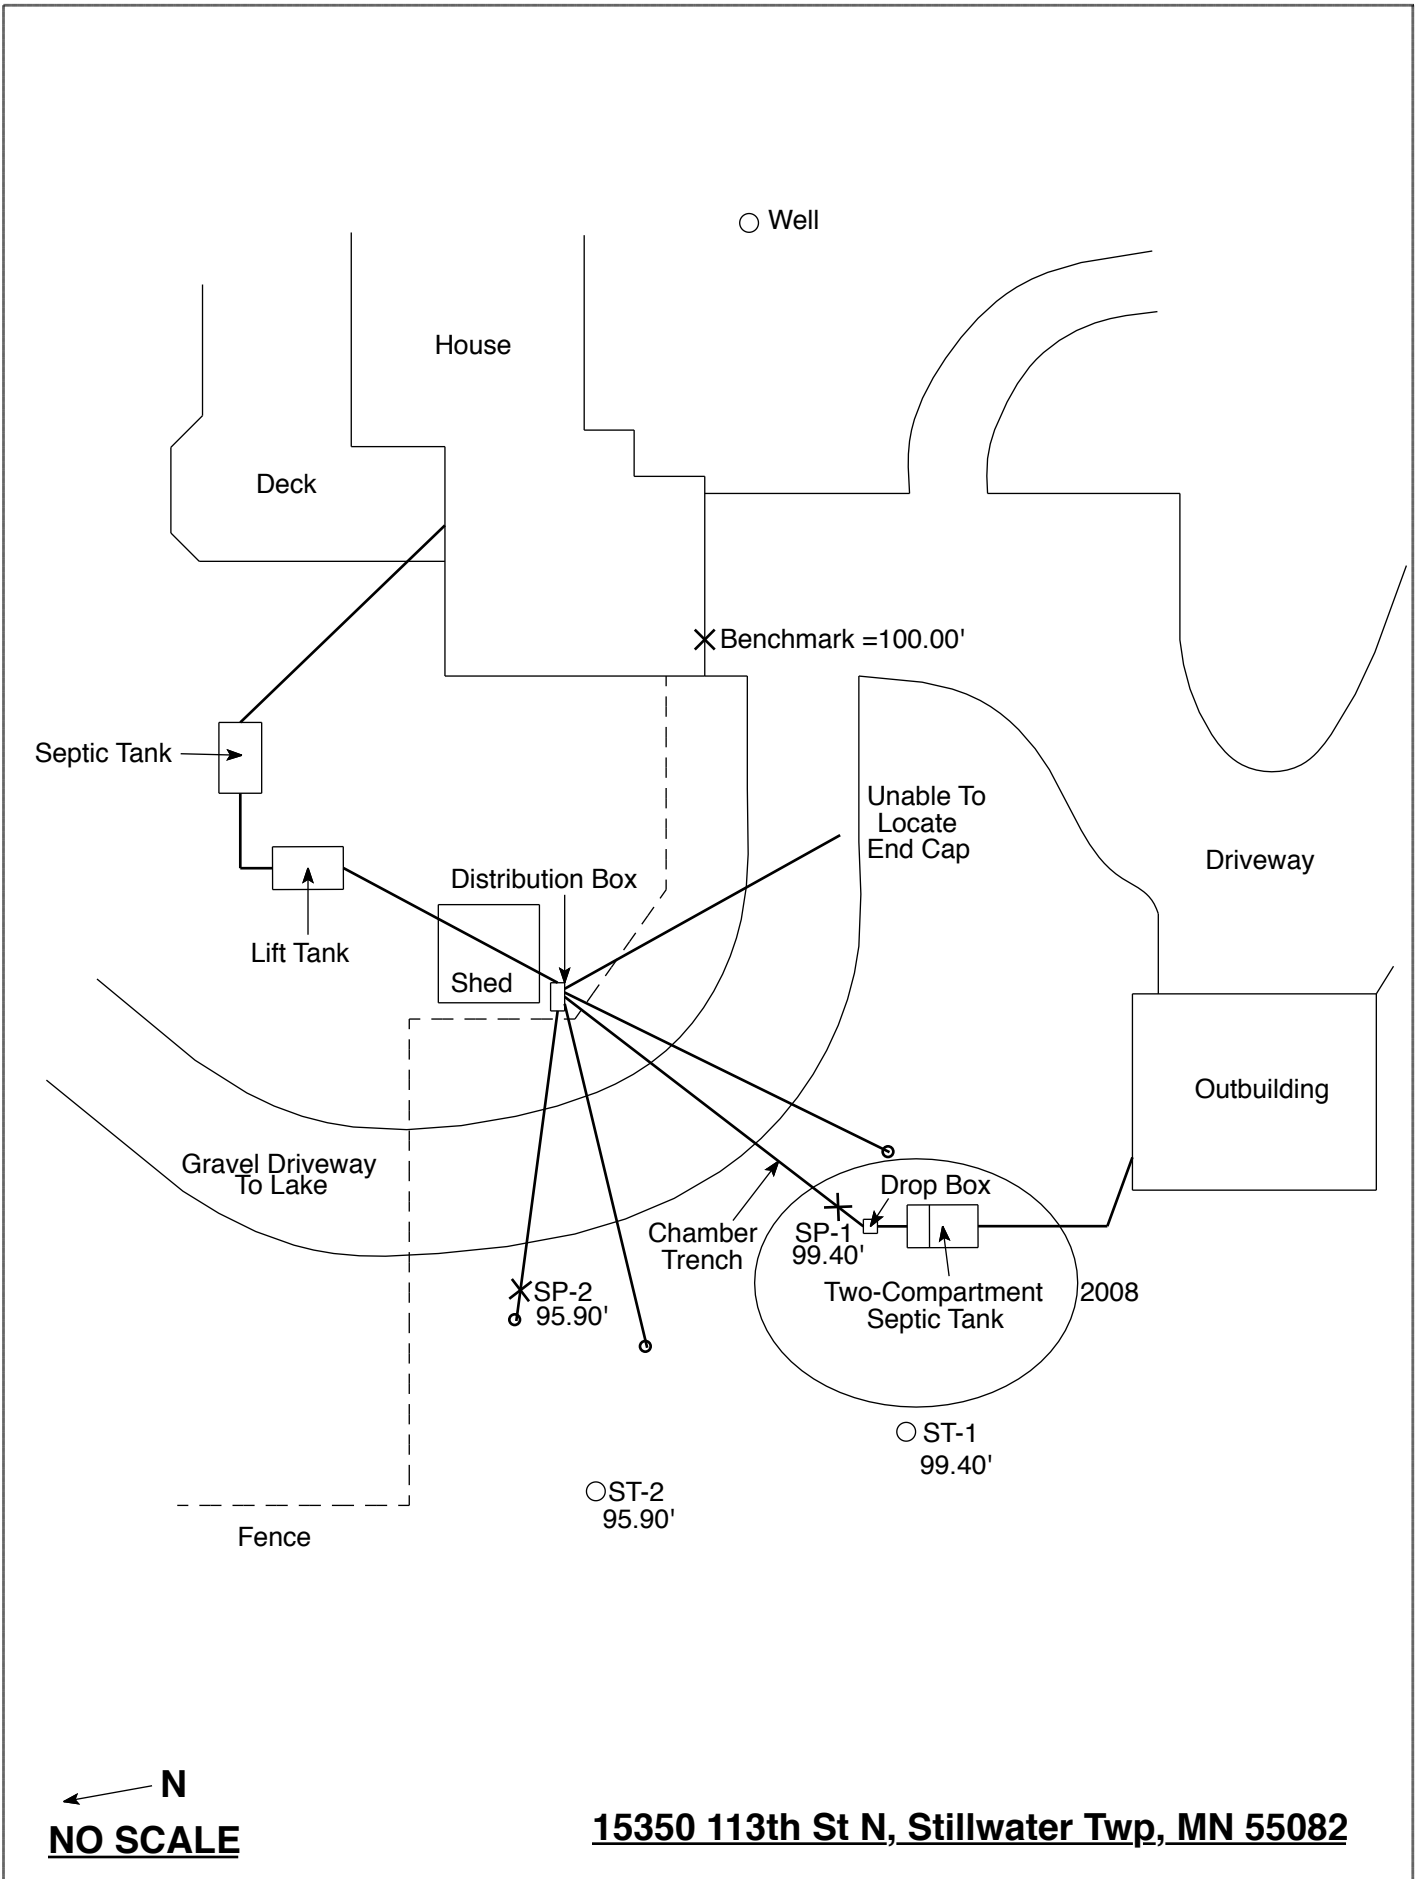 Well
House
Deck
Benchmark =100.00'
Septic Tank
Unable To
Locate
End Cap
Driveway
Distribution Box
Lift Tank
Shed
Outbuilding
Gravel Driveway
To Lake
Drop Box
Chamber
Trench
SP-1
99.40'
Two-Compartment
Septic Tank
2008
SP-2
95.90'
ST-1
99.40'
ST-2
95.90'
Fence
N
NO SCALE
15350 113th St N, Stillwater Twp, MN 55082